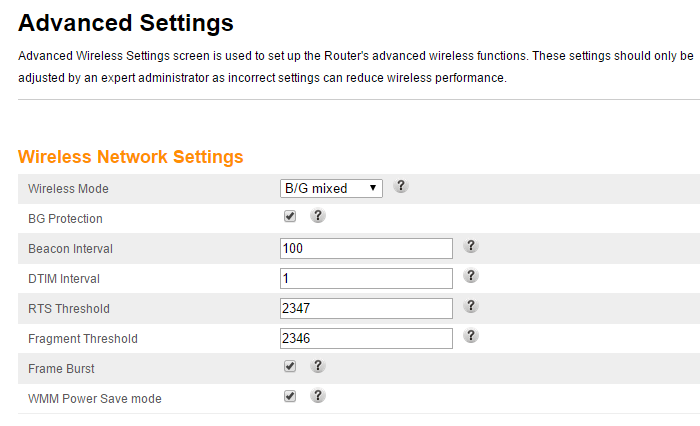 Advanced Settings
Advanced Wireless Settings screen is used to set up the Router's advanced wireless functions. These settings should only be
adjusted by an expert administrator as incorrect settings can reduce wireless performance.
Wireless Network Settings
Wireless Mode B/G mixed ?
BG Protection ?
Beacon Interval 100 ?
DTIM Interval 1 ?
RTS Threshold 2347 ?
Fragment Threshold 2346 ?
Frame Burst ?
WMM Power Save mode ?